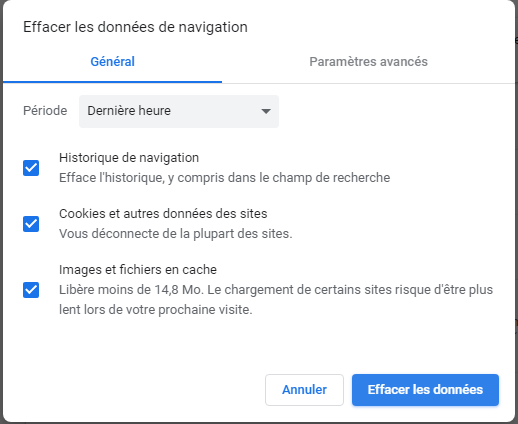 Effacer les données de navigation
Général
Paramètres avancés
Période
Dernière heure
Historique de navigation
Efface l'historique, y compris dans le champ de recherche
Cookies et autres données des sites
Vous déconnecte de la plupart des sites.
Images et fichiers en cache
Libère moins de 14,8 Mo. Le chargement de certains sites risque d'être plus
lent lors de votre prochaine visite.
Annuler
Effacer les données